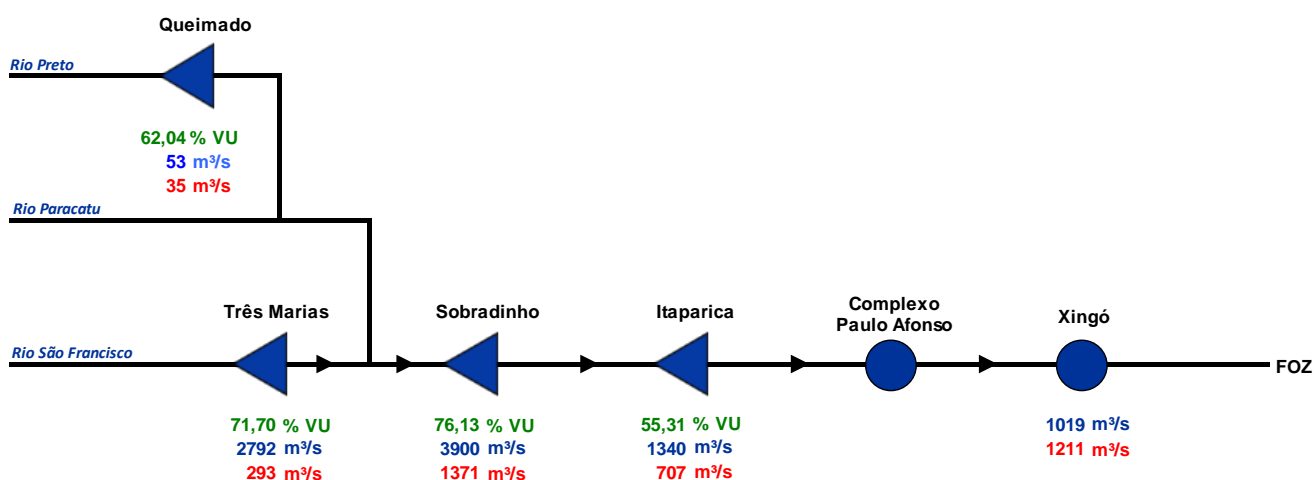 Queimado
Rio Preto
62,04 % VU
53 m³/s
35 m³/s
Rio Paracatu
Três Marias
Sobradinho
Itaparica
Complexo
Paulo Afonso
Xingó
Rio São Francisco
FOZ
71,70 % VU
2792 m³/s
293 m³/s
76,13 % VU
3900 m³/s
1371 m³/s
55,31 % VU
1340 m³/s
707 m³/s
1019 m³/s
1211 m³/s